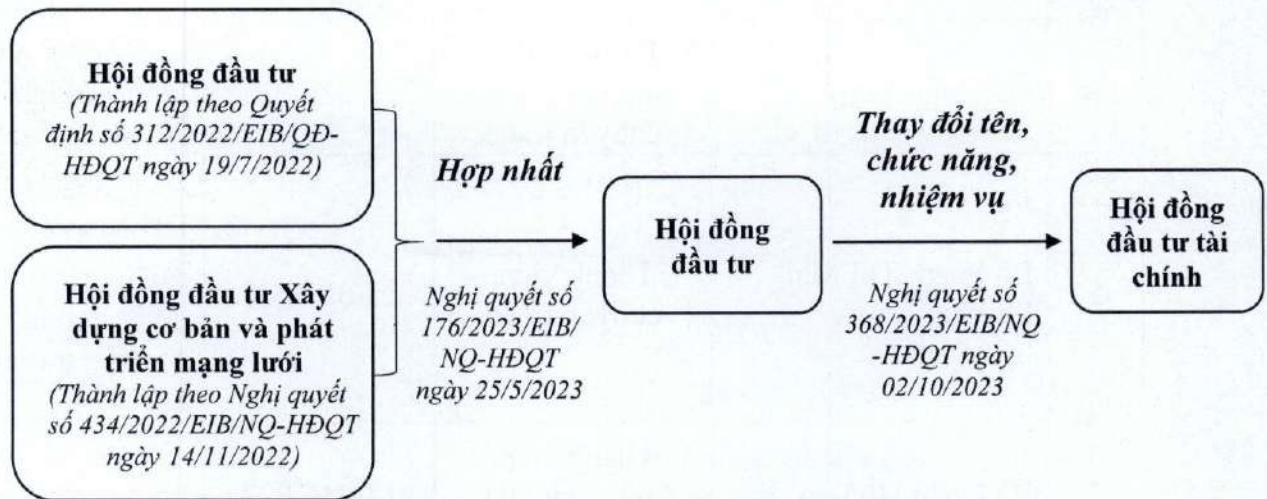 Hội đồng đầu tư
(Thành lập theo Quyết
định số 312/2022/EIB/QĐ-
HĐQT ngày 19/7/2022)
Hội đồng đầu tư Xây
dựng cơ bản và phát
triển mạng lưới
(Thành lập theo Nghị quyết
số 434/2022/EIB/NQ-HĐQT
ngày 14/11/2022)
Hợp nhất
Nghị quyết số
176/2023/EIB/
NQ-HĐQT
ngày 25/5/2023
Hội đồng
đầu tư
Thay đổi tên,
chức năng,
nhiệm vụ
Nghị quyết số
368/2023/EIB/NQ
-HĐQT ngày
02/10/2023
Hội đồng
đầu tư tài
chính